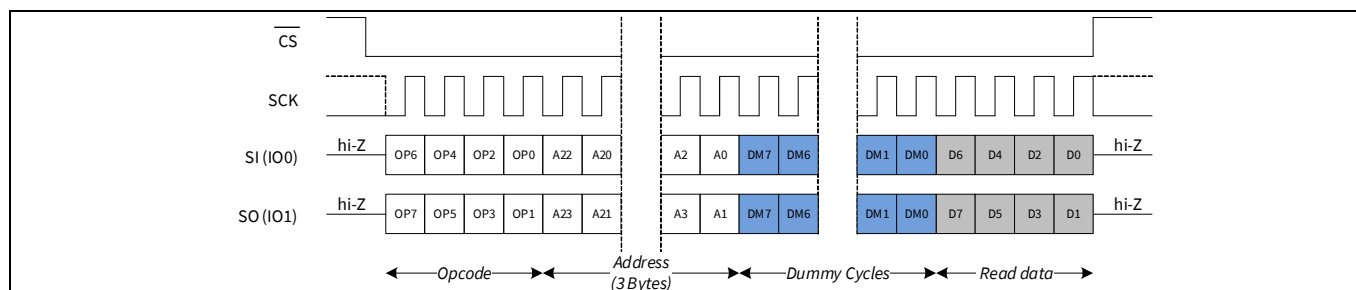 CS
SCK
SI (IO0) hi-Z OP6 OP4 OP2 OP0 A22 A20 A2 A0 DM7 DM6 DM1 DM0 D6 D4 D2 D0 hi-Z
SO (IO1) hi-Z OP7 OP5 OP3 OP1 A23 A21 A3 A1 DM7 DM6 DM1 DM0 D7 D5 D3 D1 hi-Z
Opcode Address Dummy Cycles Read data
(3 Bytes)